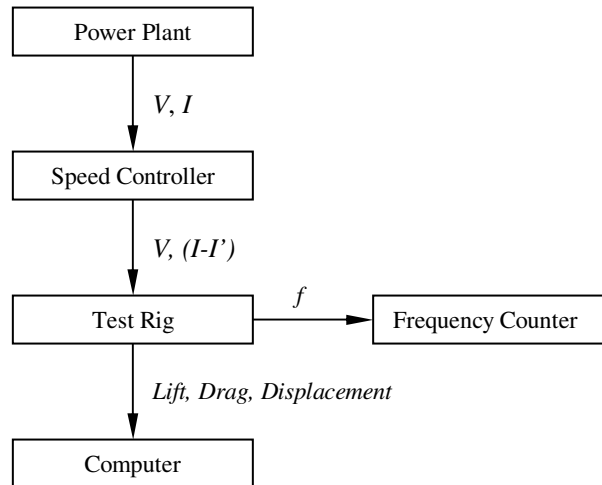 Power Plant
V, I
Speed Controller
V, (I-I’)
f
Test Rig
Frequency Counter
Lift, Drag, Displacement
Computer